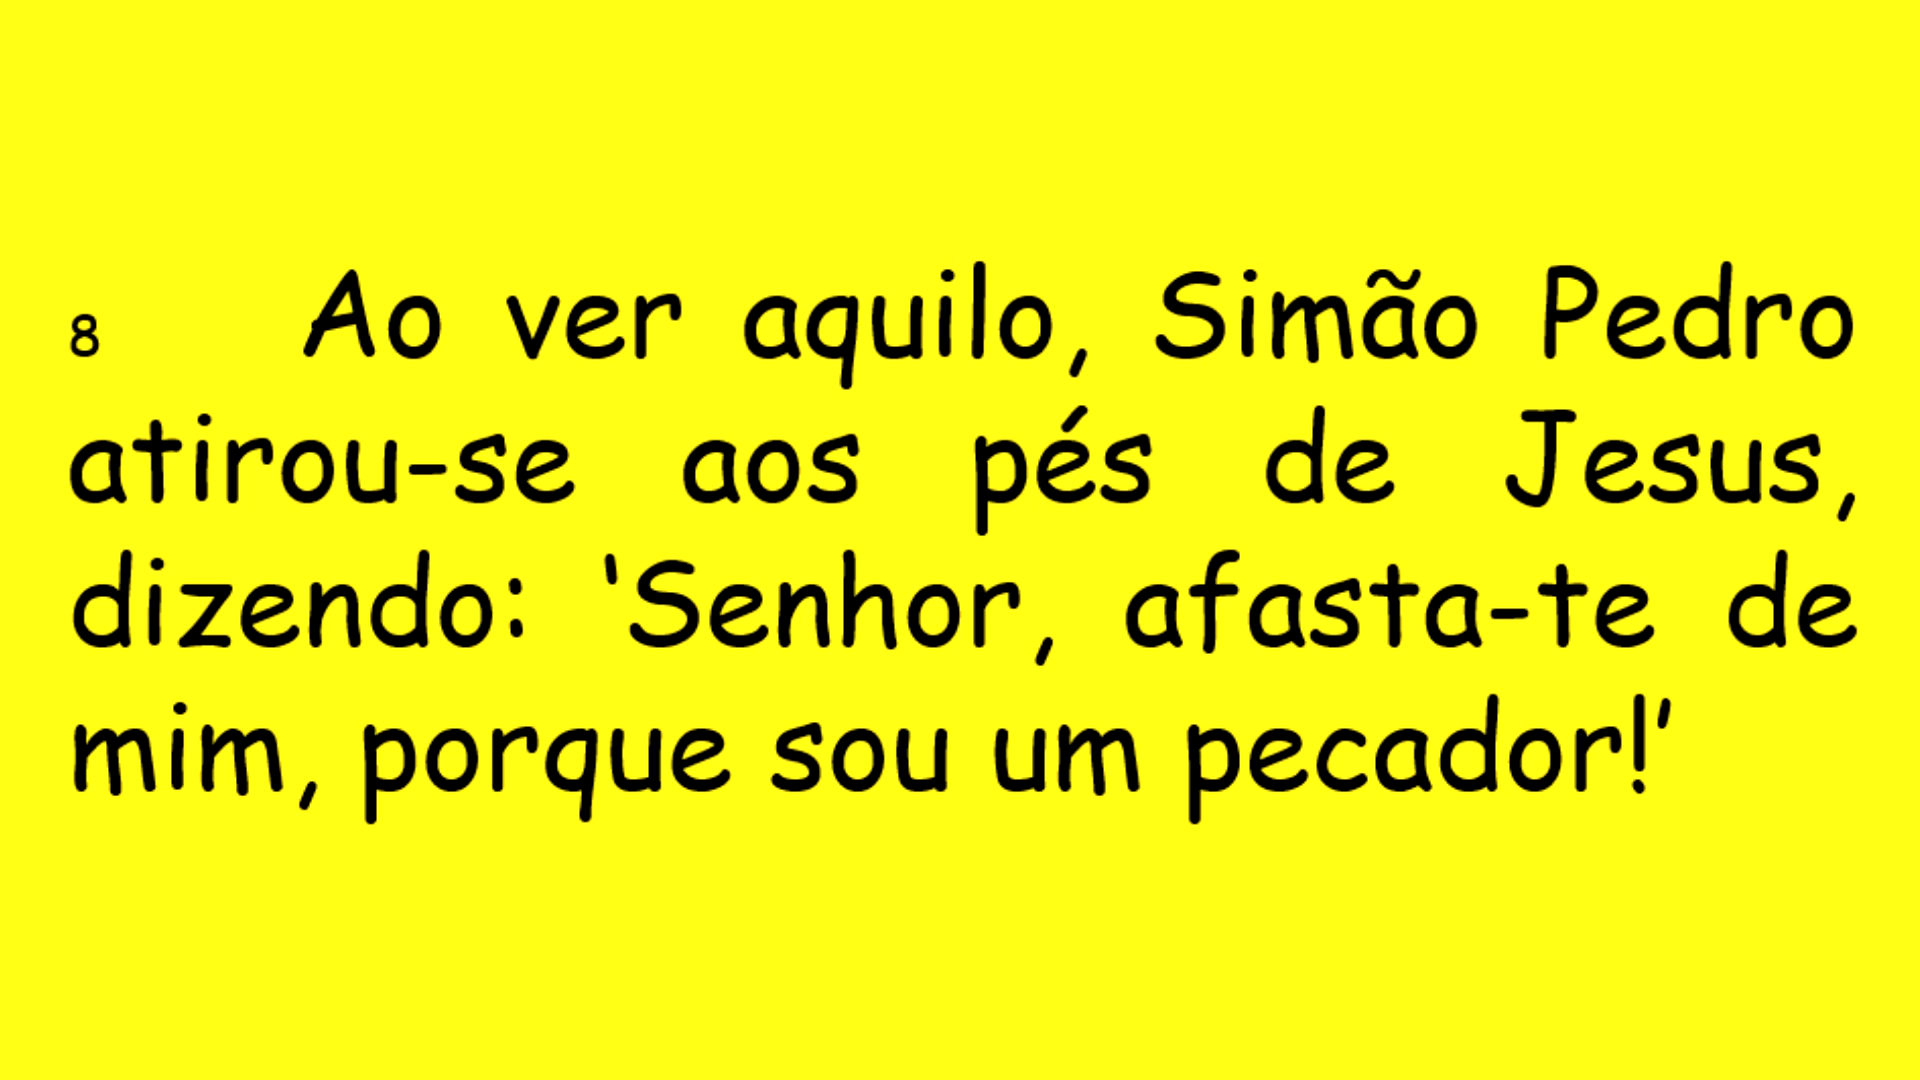 8 Ao ver aquilo, Simão Pedro
atirou-se aos pés de Jesus,
dizendo: ‘Senhor, afasta-te de
mim, porque sou um pecador!’